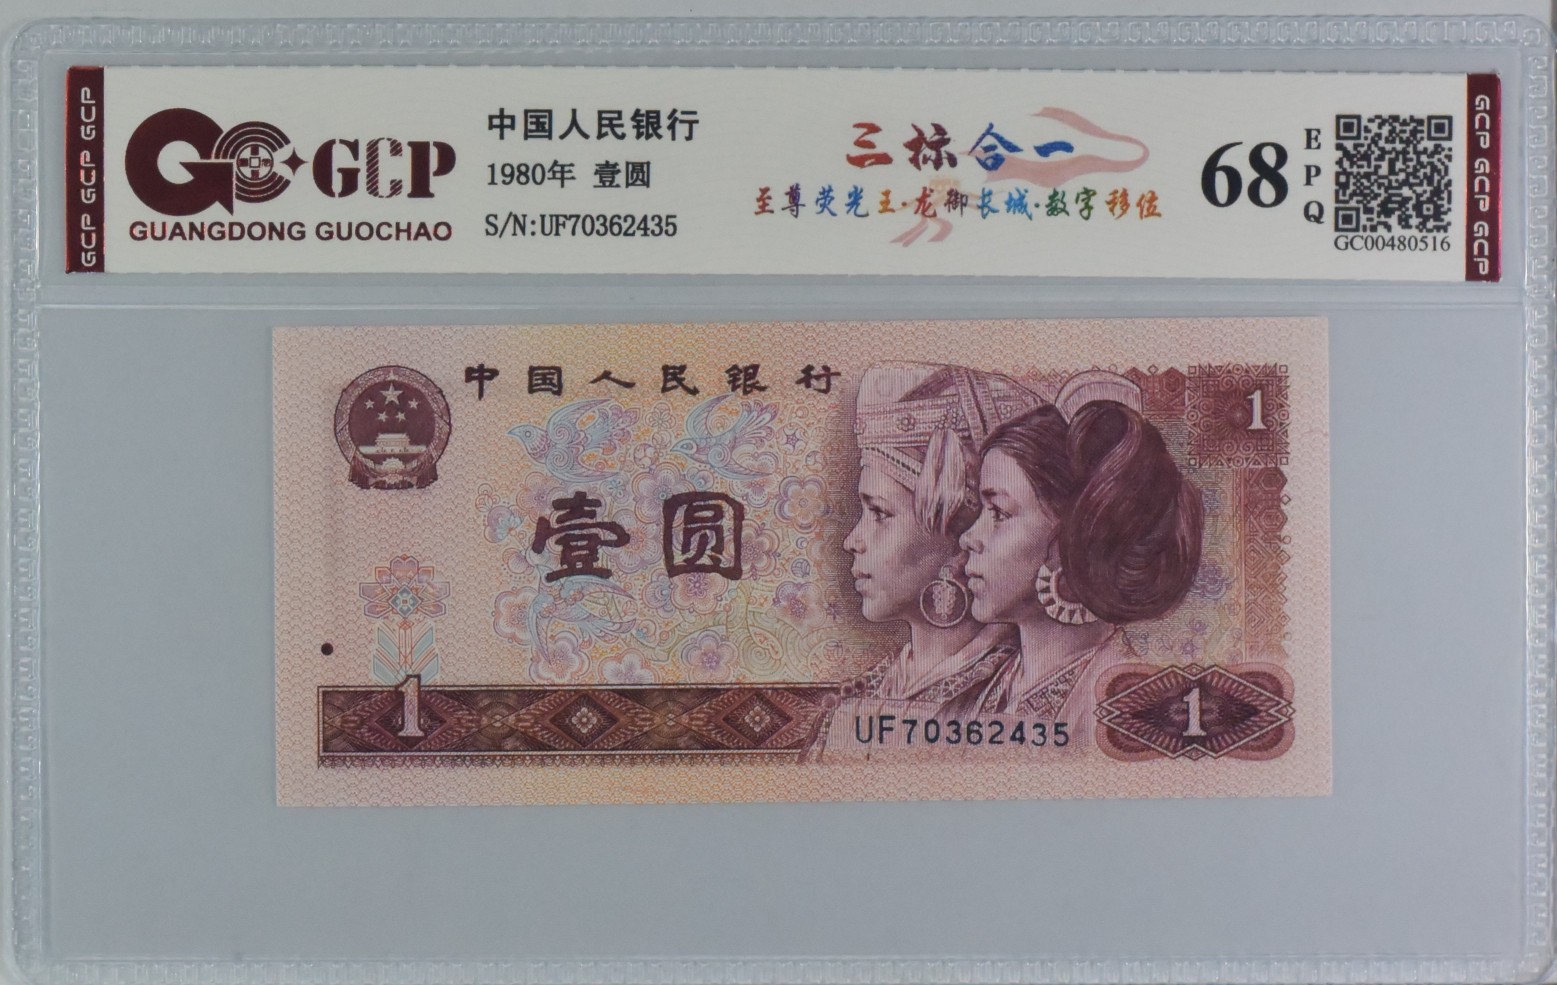 GCP GCP GCP
GCP
GUANGDONG GUOCHAO
中国人民银行
1980年 壹圆
S/N:UF70362435
三标合一
至尊荧光王·龙御长城·数字移位
68
EPQ
GC00480516
GCP GCP GCP
中国人民银行
1
壹圆
1
UF70362435
1